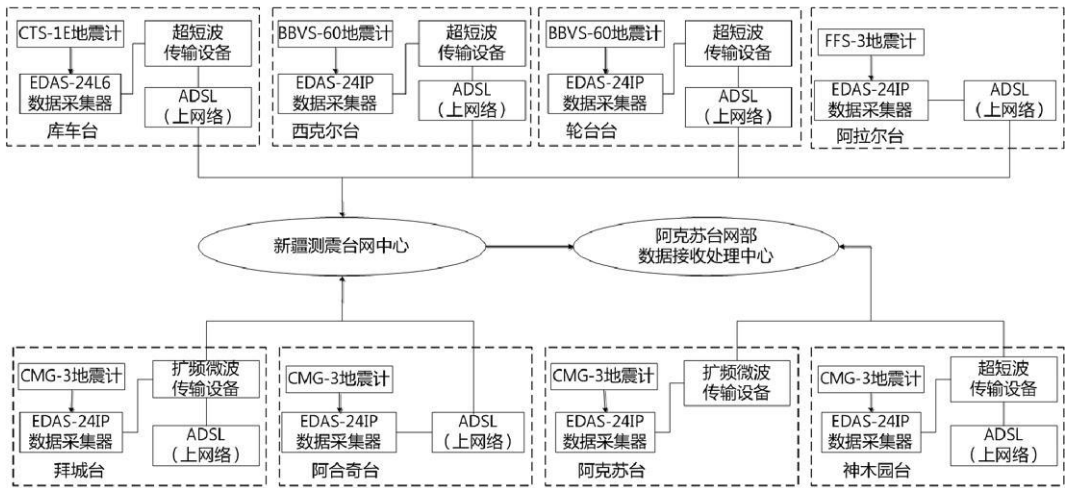 CTS-1E地震计
超短波
传输设备
EDAS-24L6
数据采集器
ADSL
（上网络）
库车台
BBVS-60地震计
超短波
传输设备
EDAS-24IP
数据采集器
ADSL
（上网络）
西克尔台
BBVS-60地震计
超短波
传输设备
EDAS-24IP
数据采集器
ADSL
（上网络）
轮台台
FFS-3地震计
EDAS-24IP
数据采集器
ADSL
（上网络）
阿拉尔台
新疆测震台网中心
阿克苏台网部
数据接收处理中心
CMG-3地震计
扩频微波
传输设备
EDAS-24IP
数据采集器
ADSL
（上网络）
拜城台
CMG-3地震计
EDAS-24IP
数据采集器
ADSL
（上网络）
阿合奇台
CMG-3地震计
扩频微波
传输设备
EDAS-24IP
数据采集器
阿克苏台
CMG-3地震计
超短波
传输设备
EDAS-24IP
数据采集器
ADSL
（上网络）
神木园台